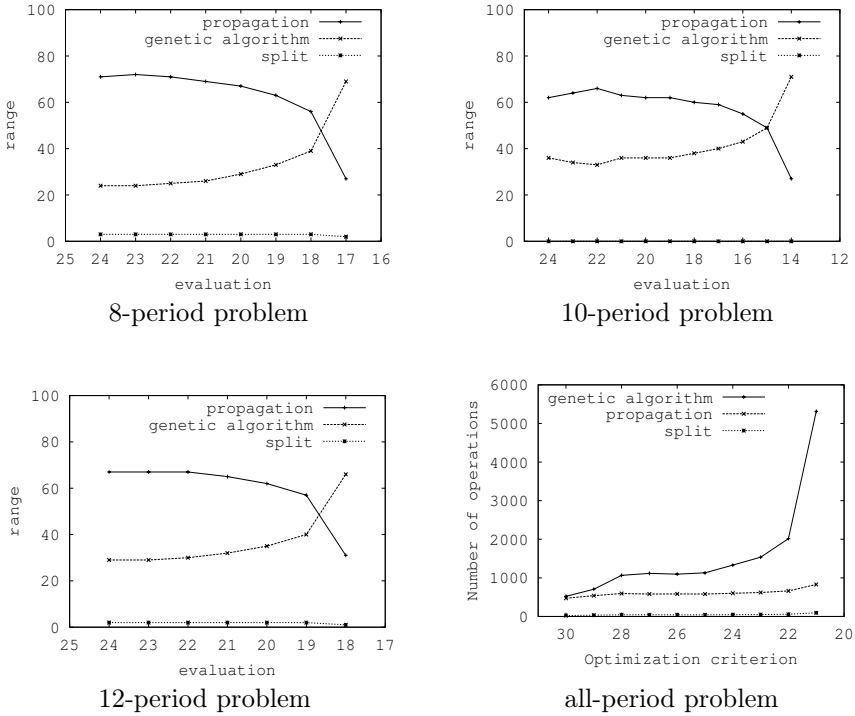 100
80
60
40
20
0
range
propagation
genetic algorithm
split
25 24 23 22 21 20 19 18 17 16
evaluation
8-period problem
100
80
60
40
20
0
range
propagation
genetic algorithm
split
24 22 20 18 16 14 12
evaluation
10-period problem
100
80
60
40
20
0
range
propagation
genetic algorithm
split
25 24 23 22 21 20 19 18 17
evaluation
12-period problem
6000
5000
4000
3000
2000
1000
0
Number of operations
genetic algorithm
propagation
split
30 28 26 24 22 20
Optimization criterion
all-period problem